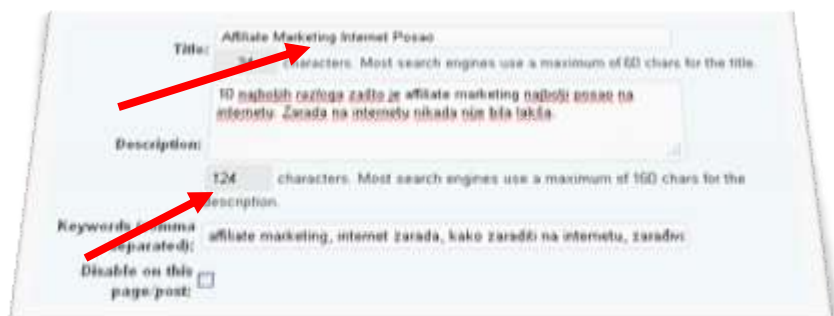 Title: Affiliate Marketing Internet Posao
34 characters. Most search engines use a maximum of 60 chars for the title.
10 najboljih razloga zašto je affiliate marketing najbolji posao na
internetu. Zarada na internetu nikada nije bila lakša.
Description:
124 characters. Most search engines use a maximum of 160 chars for the
description.
Keywords (comma
separated): affiliate marketing, internet zarada, kako zaraditi na internetu, zarađiv
Disable on this
page/post: